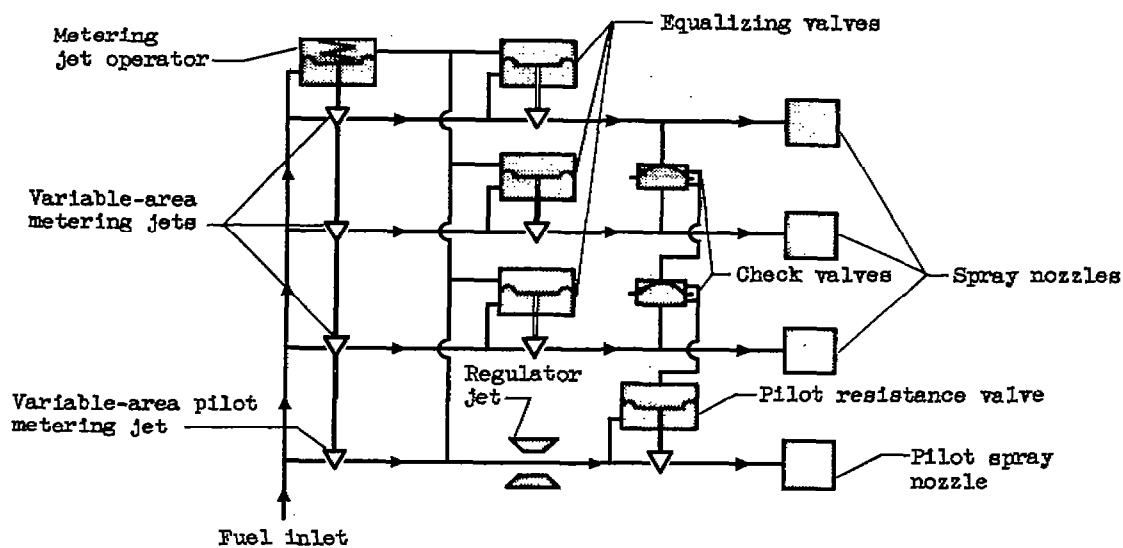 Equalizing valves
Metering
jet operator
Variable-area
metering jets
Check valves
Spray nozzles
Regulator
jet
Variable-area pilot
metering jet
Pilot resistance valve
Pilot spray
nozzle
Fuel inlet